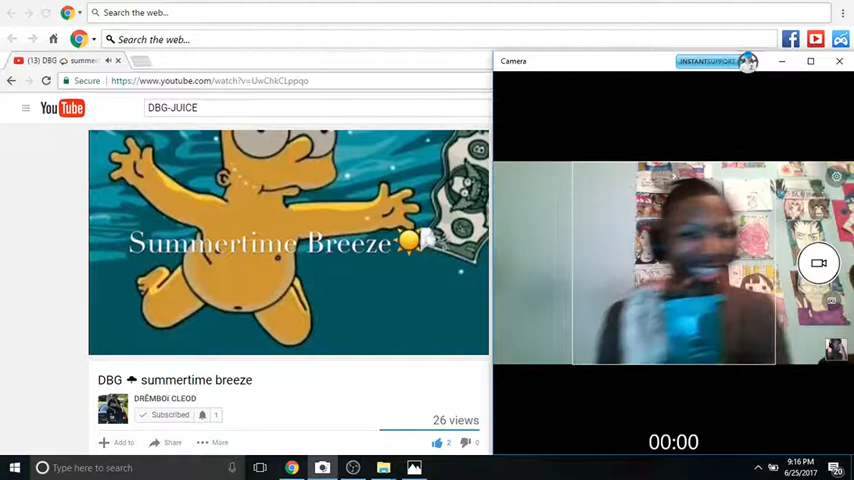 Search the web...
Search the web...
(13) DBG 🌩 summert
Secure https://www.youtube.com/watch?v=UwChkCLppqo
YouTube
DBG-JUICE
Summertime Breeze☀️
DBG 🌩 summertime breeze
DRÊMBOï CLEOD
Subscribed 1
26 views
Add to Share More 2 0
Camera
INSTANTSUPPORT
00:00
Type here to search
9:16 PM
6/25/2017
20